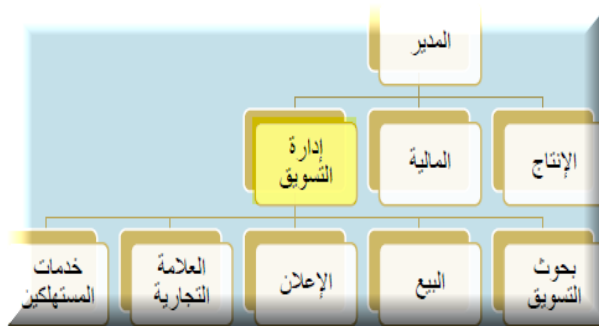 المدير
الإنتاج
المالية
إدارة
التسويق
بحوث
التسويق
البيع
الإعلان
العلامة
التجارية
خدمات
المستهلكين